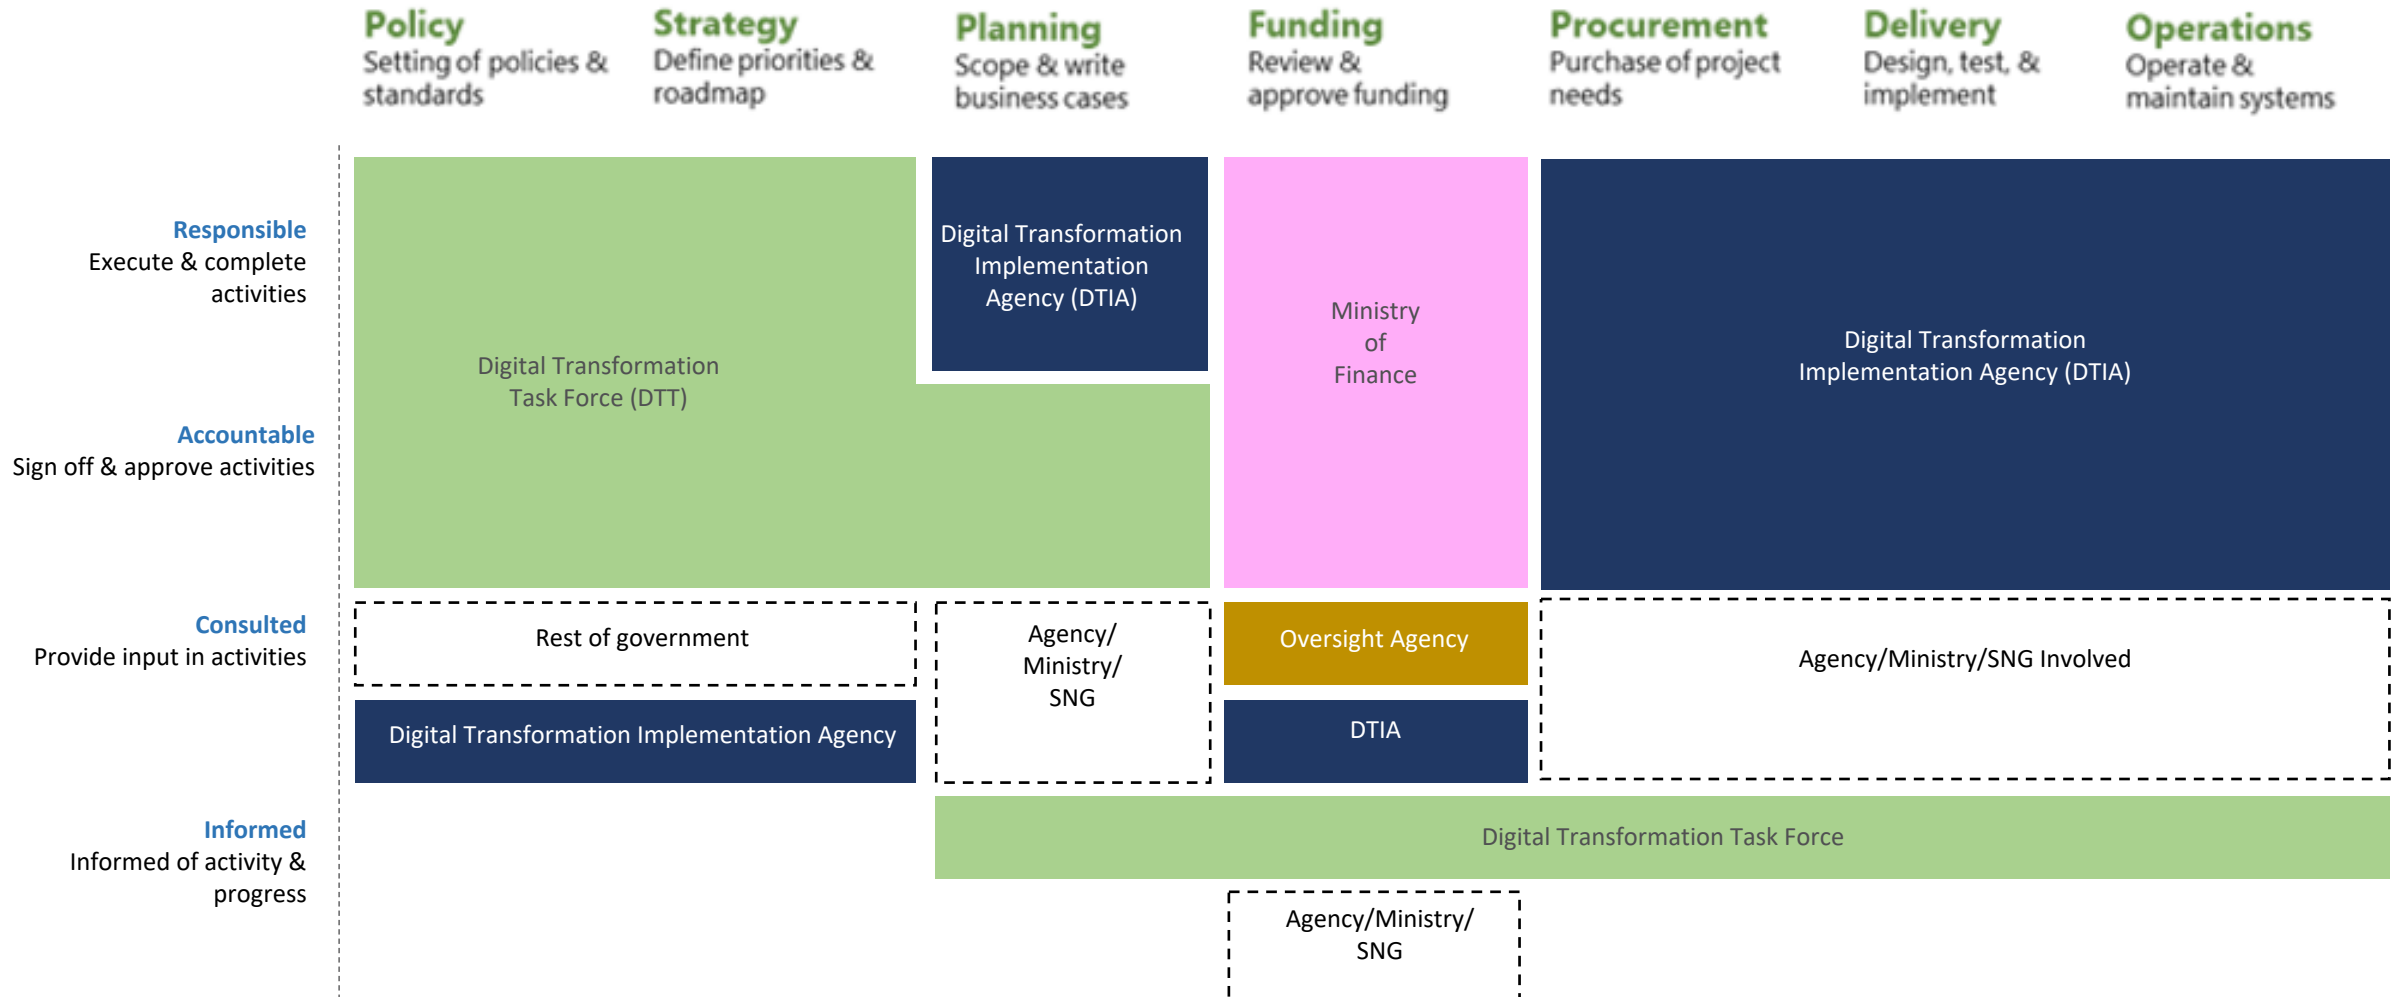 Policy
Setting of policies &
standards
Strategy
Define priorities &
roadmap
Planning
Scope & write
business cases
Funding
Review &
approve funding
Procurement
Purchase of project
needs
Delivery
Design, test, &
implement
Operations
Operate &
maintain systems
Responsible
Execute & complete
activities
Digital Transformation
Task Force (DTT)
Digital Transformation
Implementation
Agency (DTIA)
Ministry
of
Finance
Digital Transformation
Implementation Agency (DTIA)
Accountable
Sign off & approve activities
Consulted
Provide input in activities
Rest of government
Digital Transformation Implementation Agency
Agency/
Ministry/
SNG
Oversight Agency
DTIA
Agency/Ministry/SNG Involved
Informed
Informed of activity &
progress
Digital Transformation Task Force
Agency/Ministry/
SNG